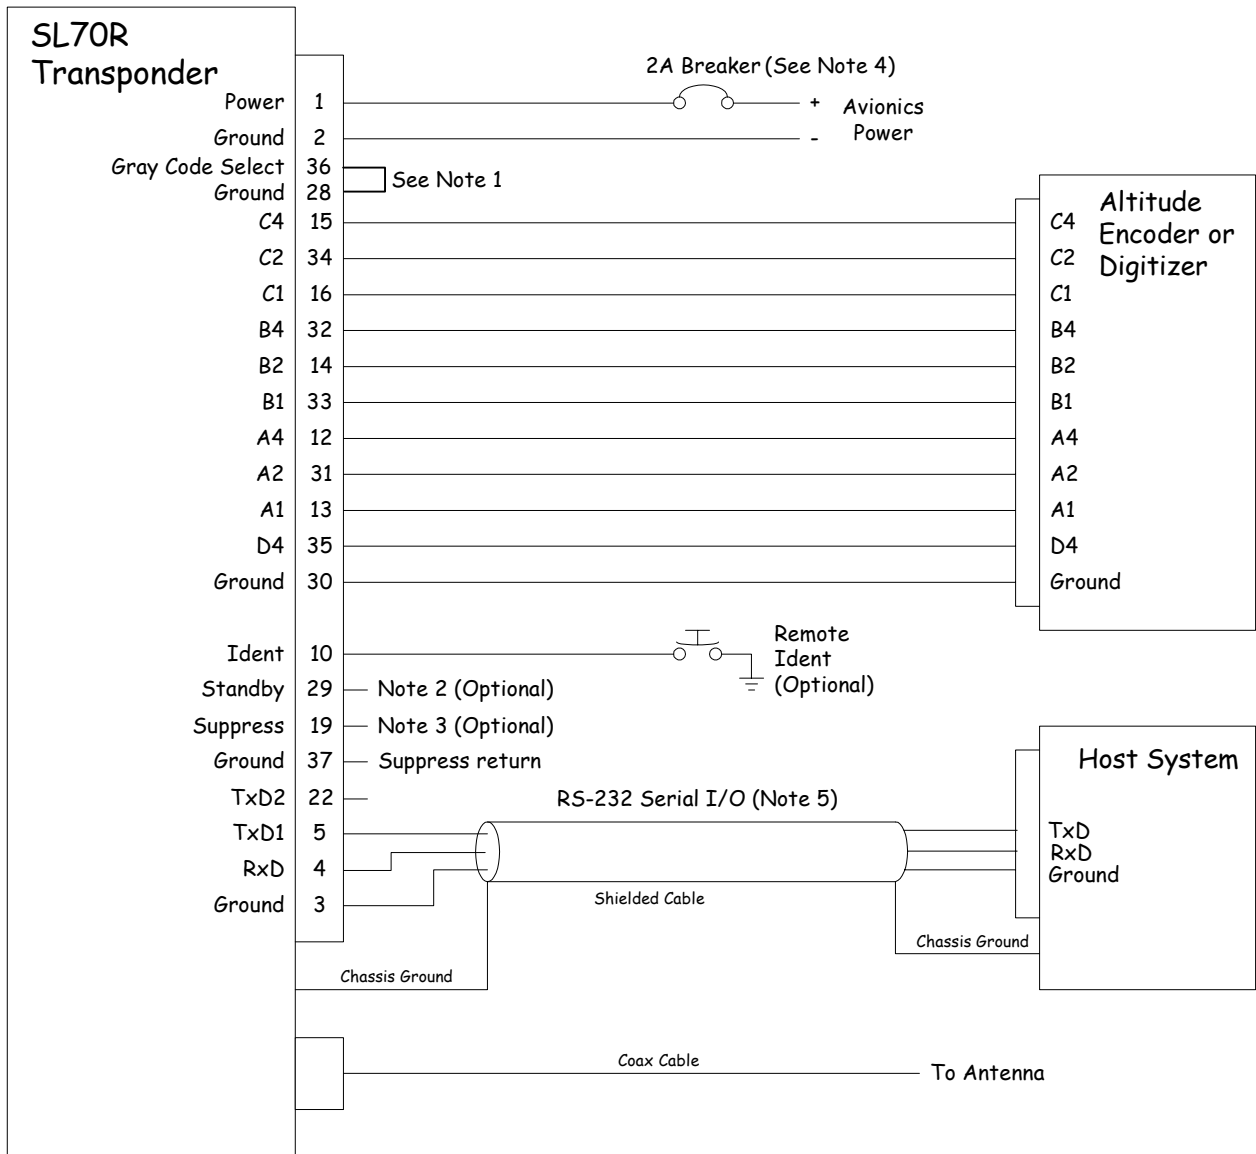 SL70R
Transponder
2A Breaker (See Note 4)
Power 1 + Avionics
Ground 2 - Power
Gray Code Select 36
See Note 1
Ground 28
Altitude
Encoder or
Digitizer
C4 15 C4
C2 34 C2
C1 16 C1
B4 32 B4
B2 14 B2
B1 33 B1
A4 12 A4
A2 31 A2
A1 13 A1
D4 35 D4
Ground 30 Ground
Remote
Ident
(Optional)
Ident 10
Standby 29 Note 2 (Optional)
Suppress 19 Note 3 (Optional)
Ground 37 Suppress return
Host System
TxD2 22 RS-232 Serial I/O (Note 5)
TxD1 5 TxD
RxD 4 RxD
Ground
Shielded Cable
Ground 3
Chassis Ground
Chassis Ground
Coax Cable
To Antenna